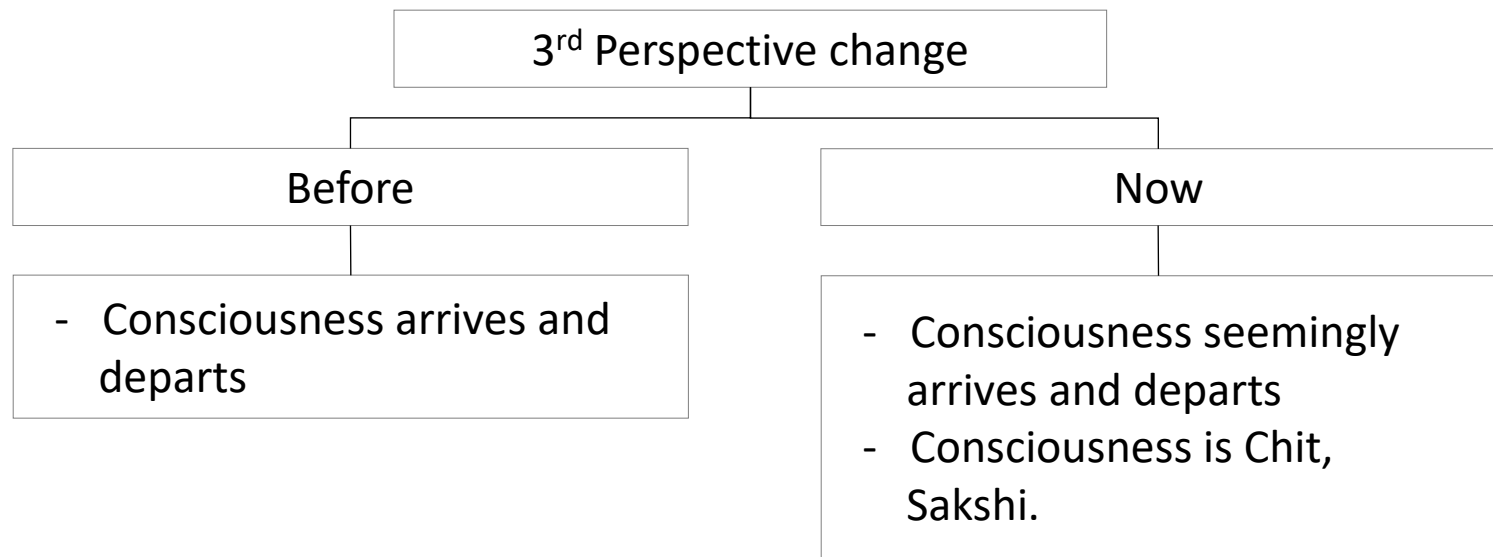 3rd Perspective change
Before
Now
- Consciousness arrives and
departs
- Consciousness seemingly
arrives and departs
- Consciousness is Chit,
Sakshi.